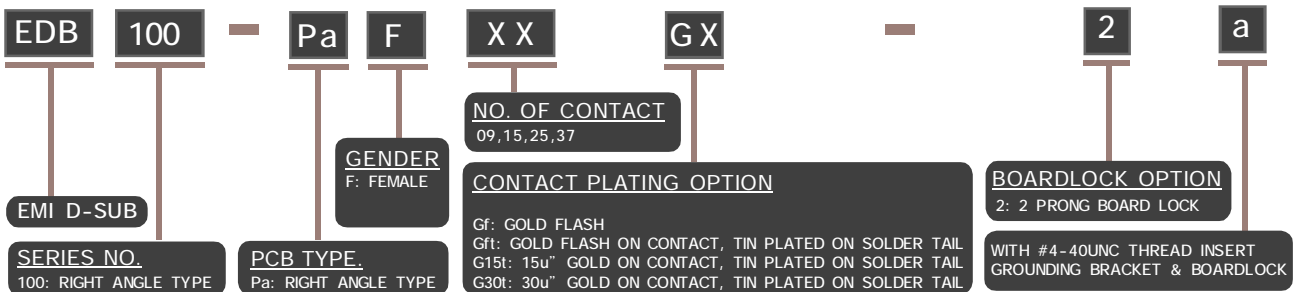 EDB 100 - Pa F XX GX - 2 a
NO. OF CONTACT
09,15,25,37
GENDER
F: FEMALE
CONTACT PLATING OPTION
Gf: GOLD FLASH
Gft: GOLD FLASH ON CONTACT, TIN PLATED ON SOLDER TAIL
G15t: 15u" GOLD ON CONTACT, TIN PLATED ON SOLDER TAIL
G30t: 30u" GOLD ON CONTACT, TIN PLATED ON SOLDER TAIL
BOARDLOCK OPTION
2: 2 PRONG BOARD LOCK
EMI D-SUB
SERIES NO.
100: RIGHT ANGLE TYPE
PCB TYPE.
Pa: RIGHT ANGLE TYPE
WITH #4-40UNC THREAD INSERT
GROUNDING BRACKET & BOARDLOCK